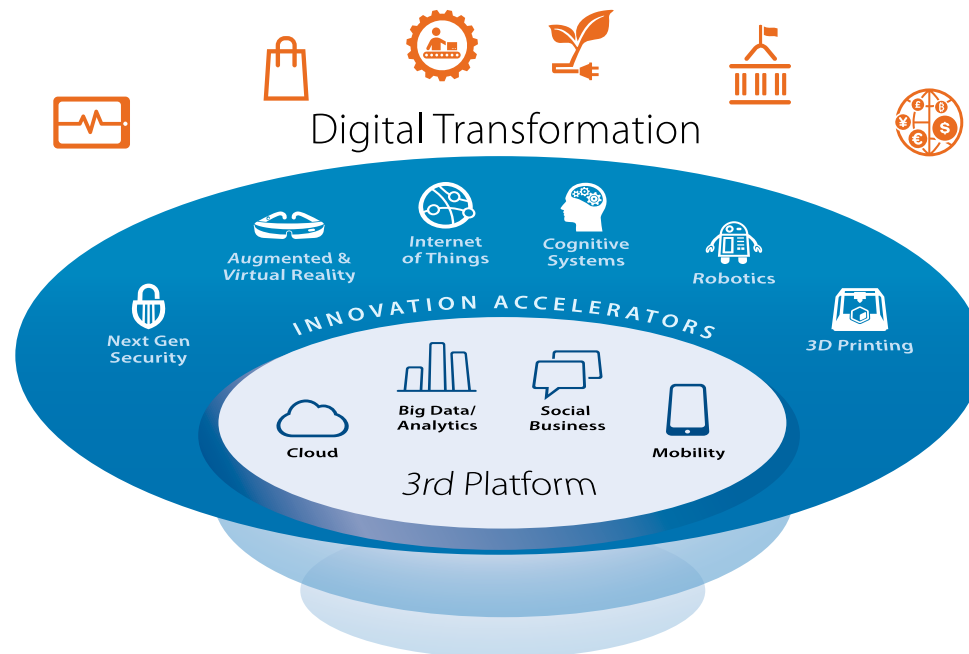 Digital Transformation
Augmented &
Virtual Reality
Internet
of Things
Cognitive
Systems
Robotics
Next Gen
Security
3D Printing
INNOVATION ACCELERATORS
Cloud
Big Data/
Analytics
Social
Business
Mobility
3rd Platform
£
₿
¥
$
€